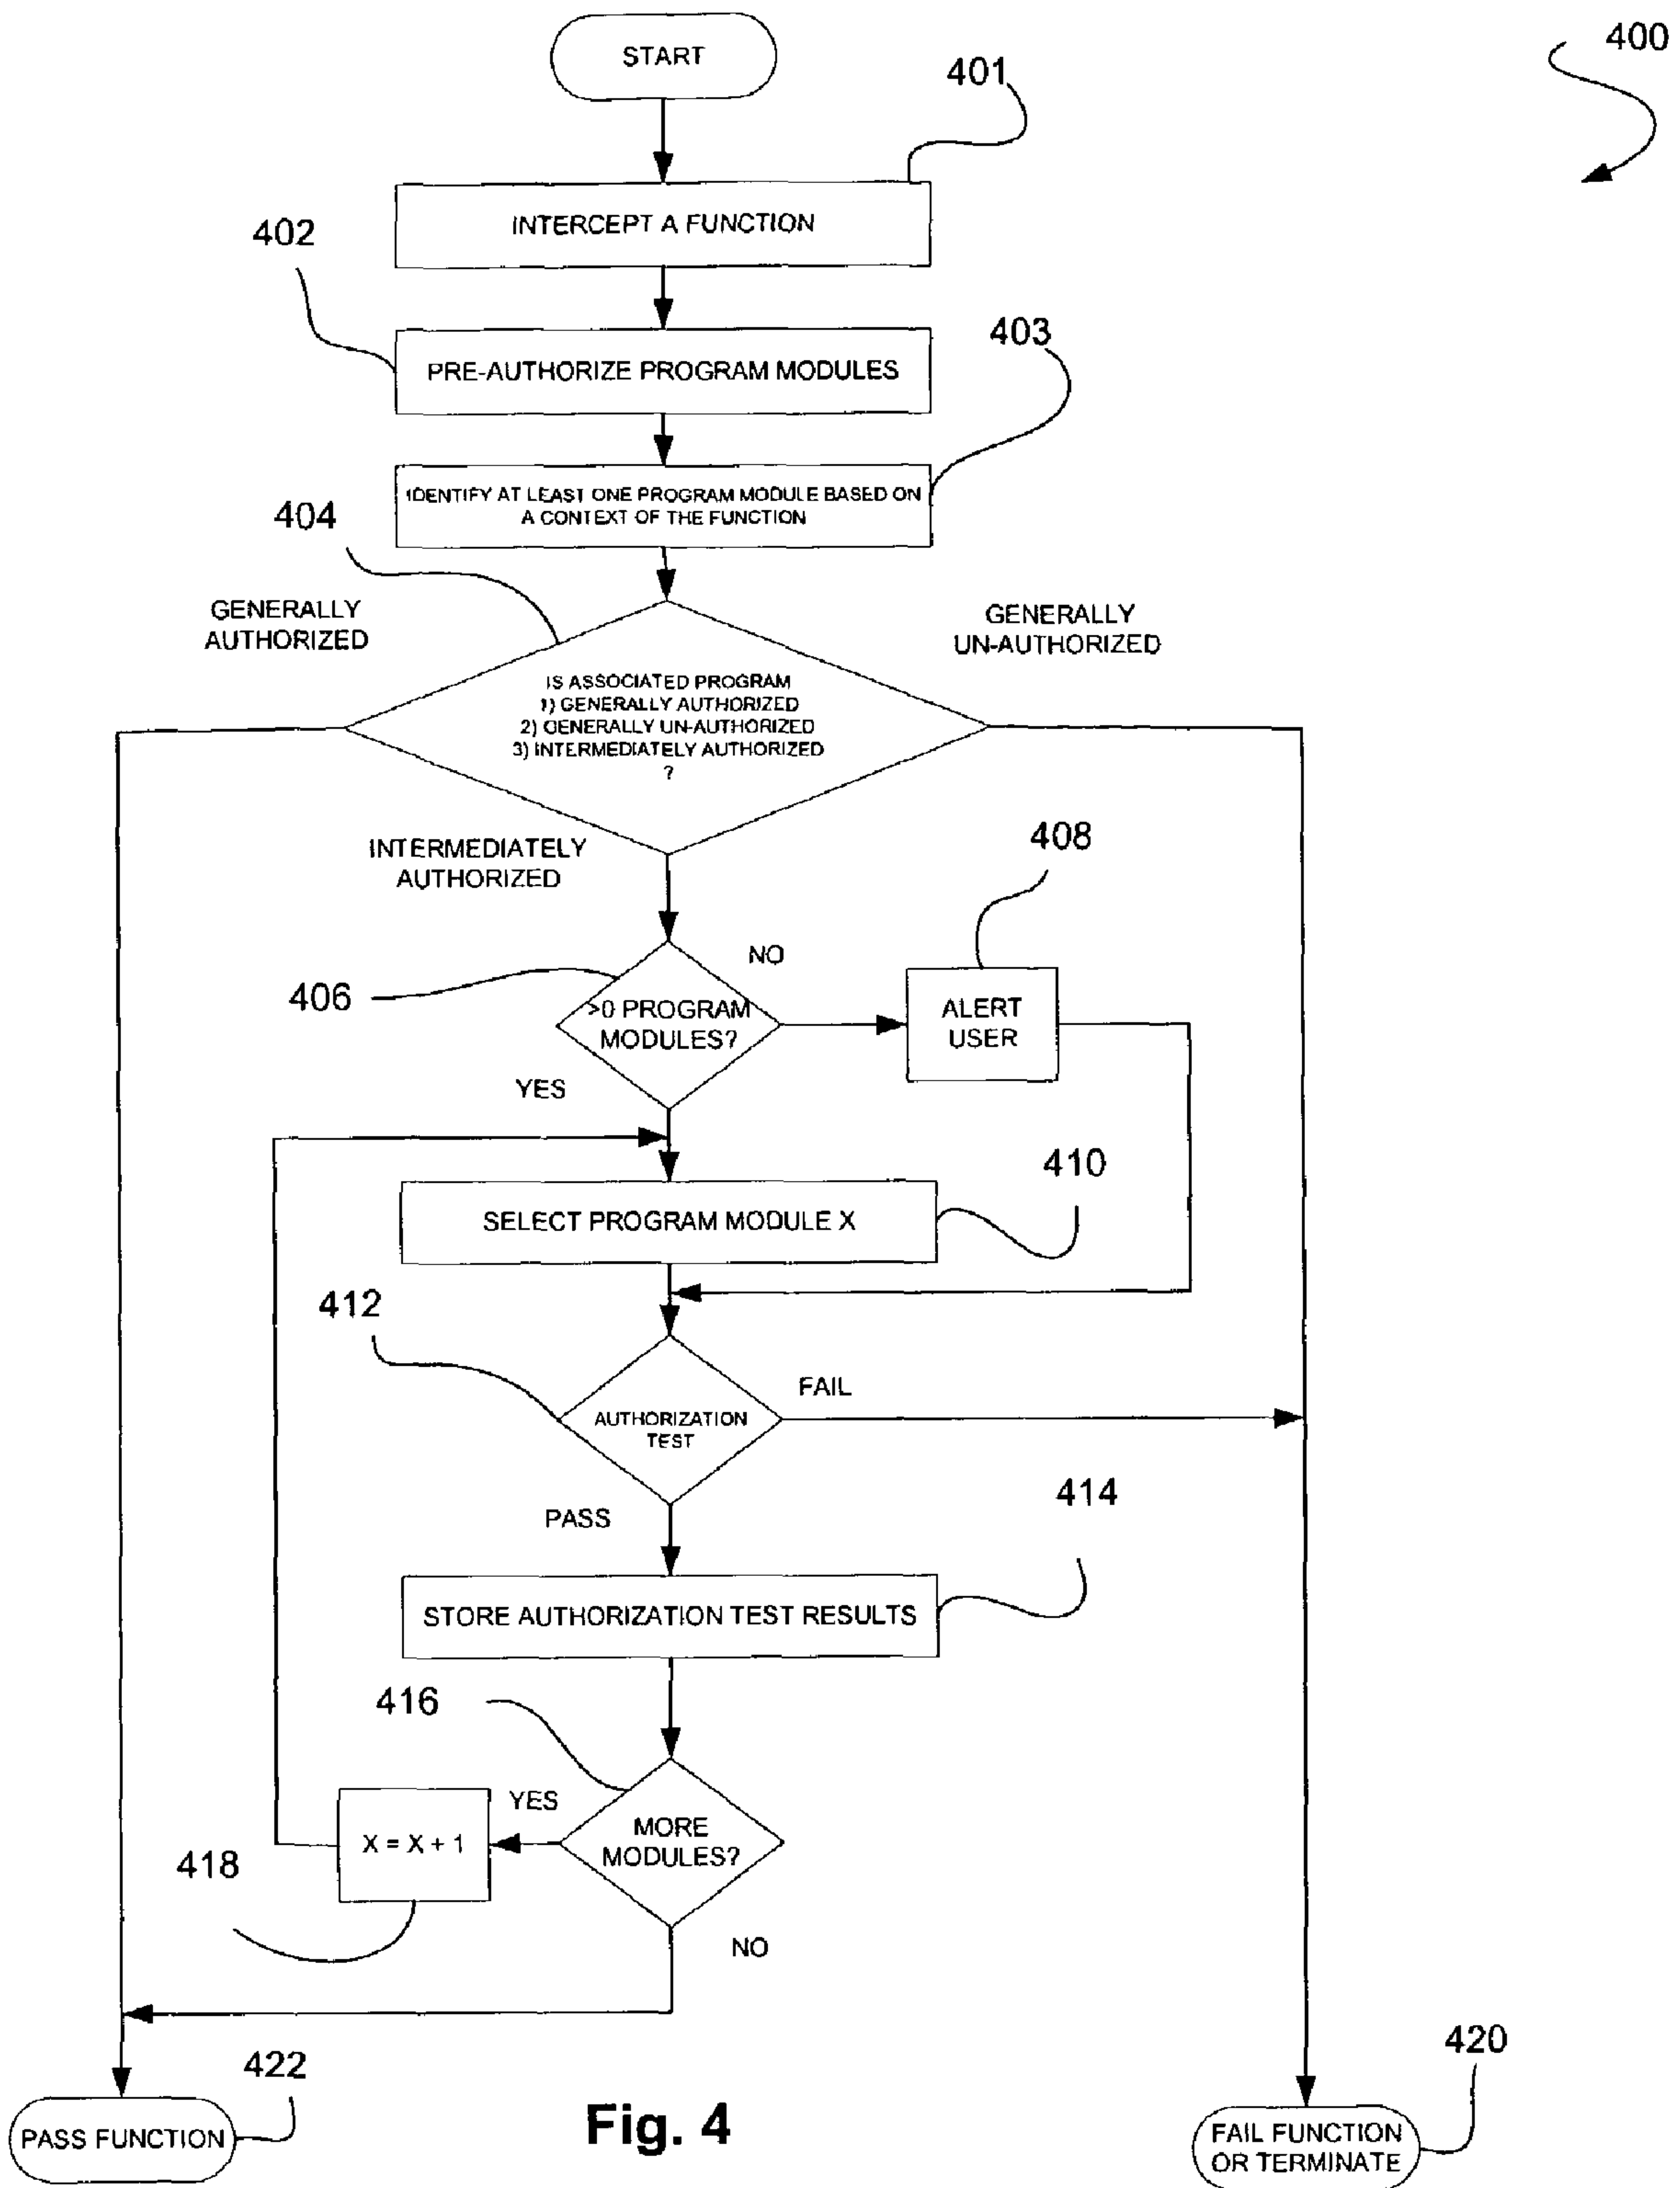 START
400
401
INTERCEPT A FUNCTION
402
PRE-AUTHORIZE PROGRAM MODULES
403
IDENTIFY AT LEAST ONE PROGRAM MODULE BASED ON
A CONTEXT OF THE FUNCTION
404
GENERALLY
AUTHORIZED
GENERALLY
UN-AUTHORIZED
IS ASSOCIATED PROGRAM
1) GENERALLY AUTHORIZED
2) GENERALLY UN-AUTHORIZED
3) INTERMEDIATELY AUTHORIZED
?
INTERMEDIATELY
AUTHORIZED
408
NO
406
>0 PROGRAM
MODULES?
ALERT
USER
YES
410
SELECT PROGRAM MODULE X
412
FAIL
AUTHORIZATION
TEST
PASS
414
STORE AUTHORIZATION TEST RESULTS
416
YES
MORE
MODULES?
X = X + 1
418
NO
422
PASS FUNCTION
Fig. 4
420
FAIL FUNCTION
OR TERMINATE